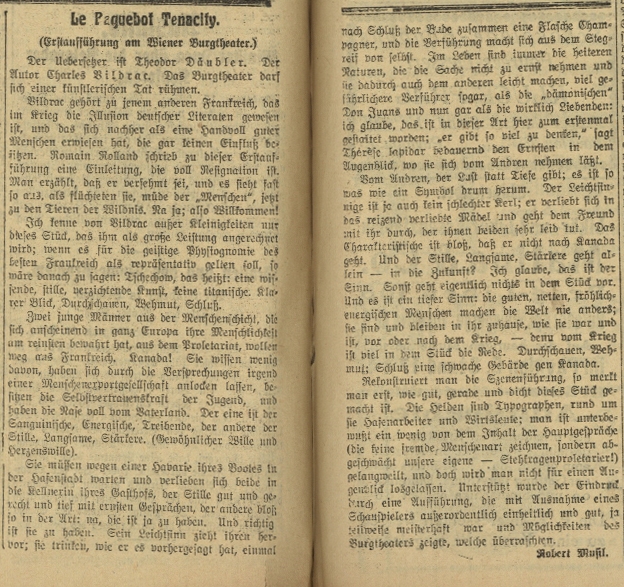 Le Paquebot Tenacity.
(Erstaufführung am Wiener Burgtheater.)
Der Uebersetzer ist Theodor Däubler. Der
Autor Charles Vildrac. Das Burgtheater darf
sich einer künstlerischen Tat rühmen.
Vildrac gehört zu jenem anderen Frankreich, das
im Krieg die Illusion deutscher Literaten gewesen
ist, und das sich nachher als eine Handvoll guter
Menschen erwiesen hat, die gar keinen Einfluß be-
sitzen. Romain Rolland schrieb zu dieser Erstauf-
führung eine Einleitung, die voll Resignation ist.
Man erzählt, daß er versehmt sei, und es sieht fast
so aus, als flüchteten sie, müde der „Menschen", jetzt
zu den Tieren der Wildnis. Na ja; also Willkommen!
Ich kenne von Vildrac außer Kleinigkeiten nur
dieses Stück, das ihm als große Leistung angerechnet
wird; wenn es für die geistige Physiognomie des
besten Frankreich als repräsentativ gelten soll, so
wäre danach zu sagen: Tschechow, das heißt: eine wis-
sende, stille, verzichtende Kunst, keine titanische. Kla-
rer Blick, Durchschauen, Wehmut, Schluß.
Zwei junge Männer aus der Menschenschicht, die
sich anscheinend in ganz Europa ihre Menschlichkeit
am reinsten bewahrt hat, aus dem Proletariat, wollen
weg aus Frankreich. Kanada! Sie wissen wenig
davon, haben sich durch die Versprechungen irgend
einer Menschenexportgesellschaft anlocken lassen, be-
sitzen die Selbstvertrauenskraft der Jugend, und
haben die Nase voll vom Vaterland. Der eine ist der
Sanguinische, Energische, Treibende, der andere der
Stille, Langsame, Stärkere. (Gewöhnlicher Wille und
Herzenswille).
Sie müssen wegen einer Havarie ihres Bootes in
der Hafenstadt warten und verlieben sich beide in
die Kellnerin ihres Gasthofs, der Stille gut und ge-
recht und tief mit ernsten Gesprächen, der andere bloß
so in der Art: na, die ist ja zu haben. Und richtig
ist sie zu haben. Sein Leichtsinn zieht ihren her-
vor; sie trinken, wie er es vorhergesagt hat, einmal
nach Schluß der Bude zusammen eine Flasche Cham-
pagner, und die Verführung macht sich aus dem Steg-
reif von selbst. Im Leben sind immer die heiteren
Naturen, die die Sache nicht zu ernst nehmen und
sie dadurch auch dem anderen leicht machen, viel ge-
fährlichere Verführer sogar, als die „dämonischen"
Don Juans und nun gar als die wirklich Liebenden:
ich glaube, das ist in dieser Art hier zum erstenmal
gestaltet worden; „er gibt so viel zu denken," sagt
Thérèse lapidar bedauernd den Ernsten in dem
Augenblick, wo sie sich vom Andren nehmen läßt.
Vom Andren, der Lust statt Tiefe gibt; es ist so
was wie ein Symbol drum herum. Der Leichtsin-
nige ist ja auch kein schlechter Kerl; er verliebt sich in
das reizend verliebte Mädel und geht dem Freund
mit ihr durch, der ihnen beiden sehr leid tut. Das
Charakteristische ist bloß, daß er nicht nach Kanada
geht. Und der Stille, Langsame, Stärkere geht al-
lein — in die Zukunft? Ich glaube, das ist der
Sinn. Sonst geht eigentlich nichts in dem Stück vor.
Und es ist ein tiefer Sinn: die guten, netten, fröhlich-
energischen Menschen machen die Welt nie anders;
sie sind und bleiben in ihr zuhause, wie sie war und
ist, vor oder nach dem Krieg, — denn vom Krieg
ist viel in dem Stück die Rede. Durchschauen, Weh-
mut; Schluß eine schwache Gebärde gen Kanada.
Rekonstruiert man die Szenenführung, so merkt
man erst, wie gut, gerade und dicht dieses Stück ge-
macht ist. Die Helden sind Typographen, rund um
sie Hafenarbeiter und Wirtsleute; man ist unterbe-
wußt ein wenig von dem Inhalt der Hauptgespräche
(die keine fremde Menschenart zeichnen, sondern ab-
geschwächt unsere eigene — Stehkragenproletarier!)
gelangweilt, und doch wird man nicht für einen Au-
genblick losgelassen. Unterstützt wurde der Eindruck
durch eine Aufführung, die mit Ausnahme eines
Schauspielers außerordentlich einheitlich und gut, ja
teilweise meisterhaft war und Möglichkeiten des
Burgtheaters zeigte, welche überraschten.
Robert Musil.